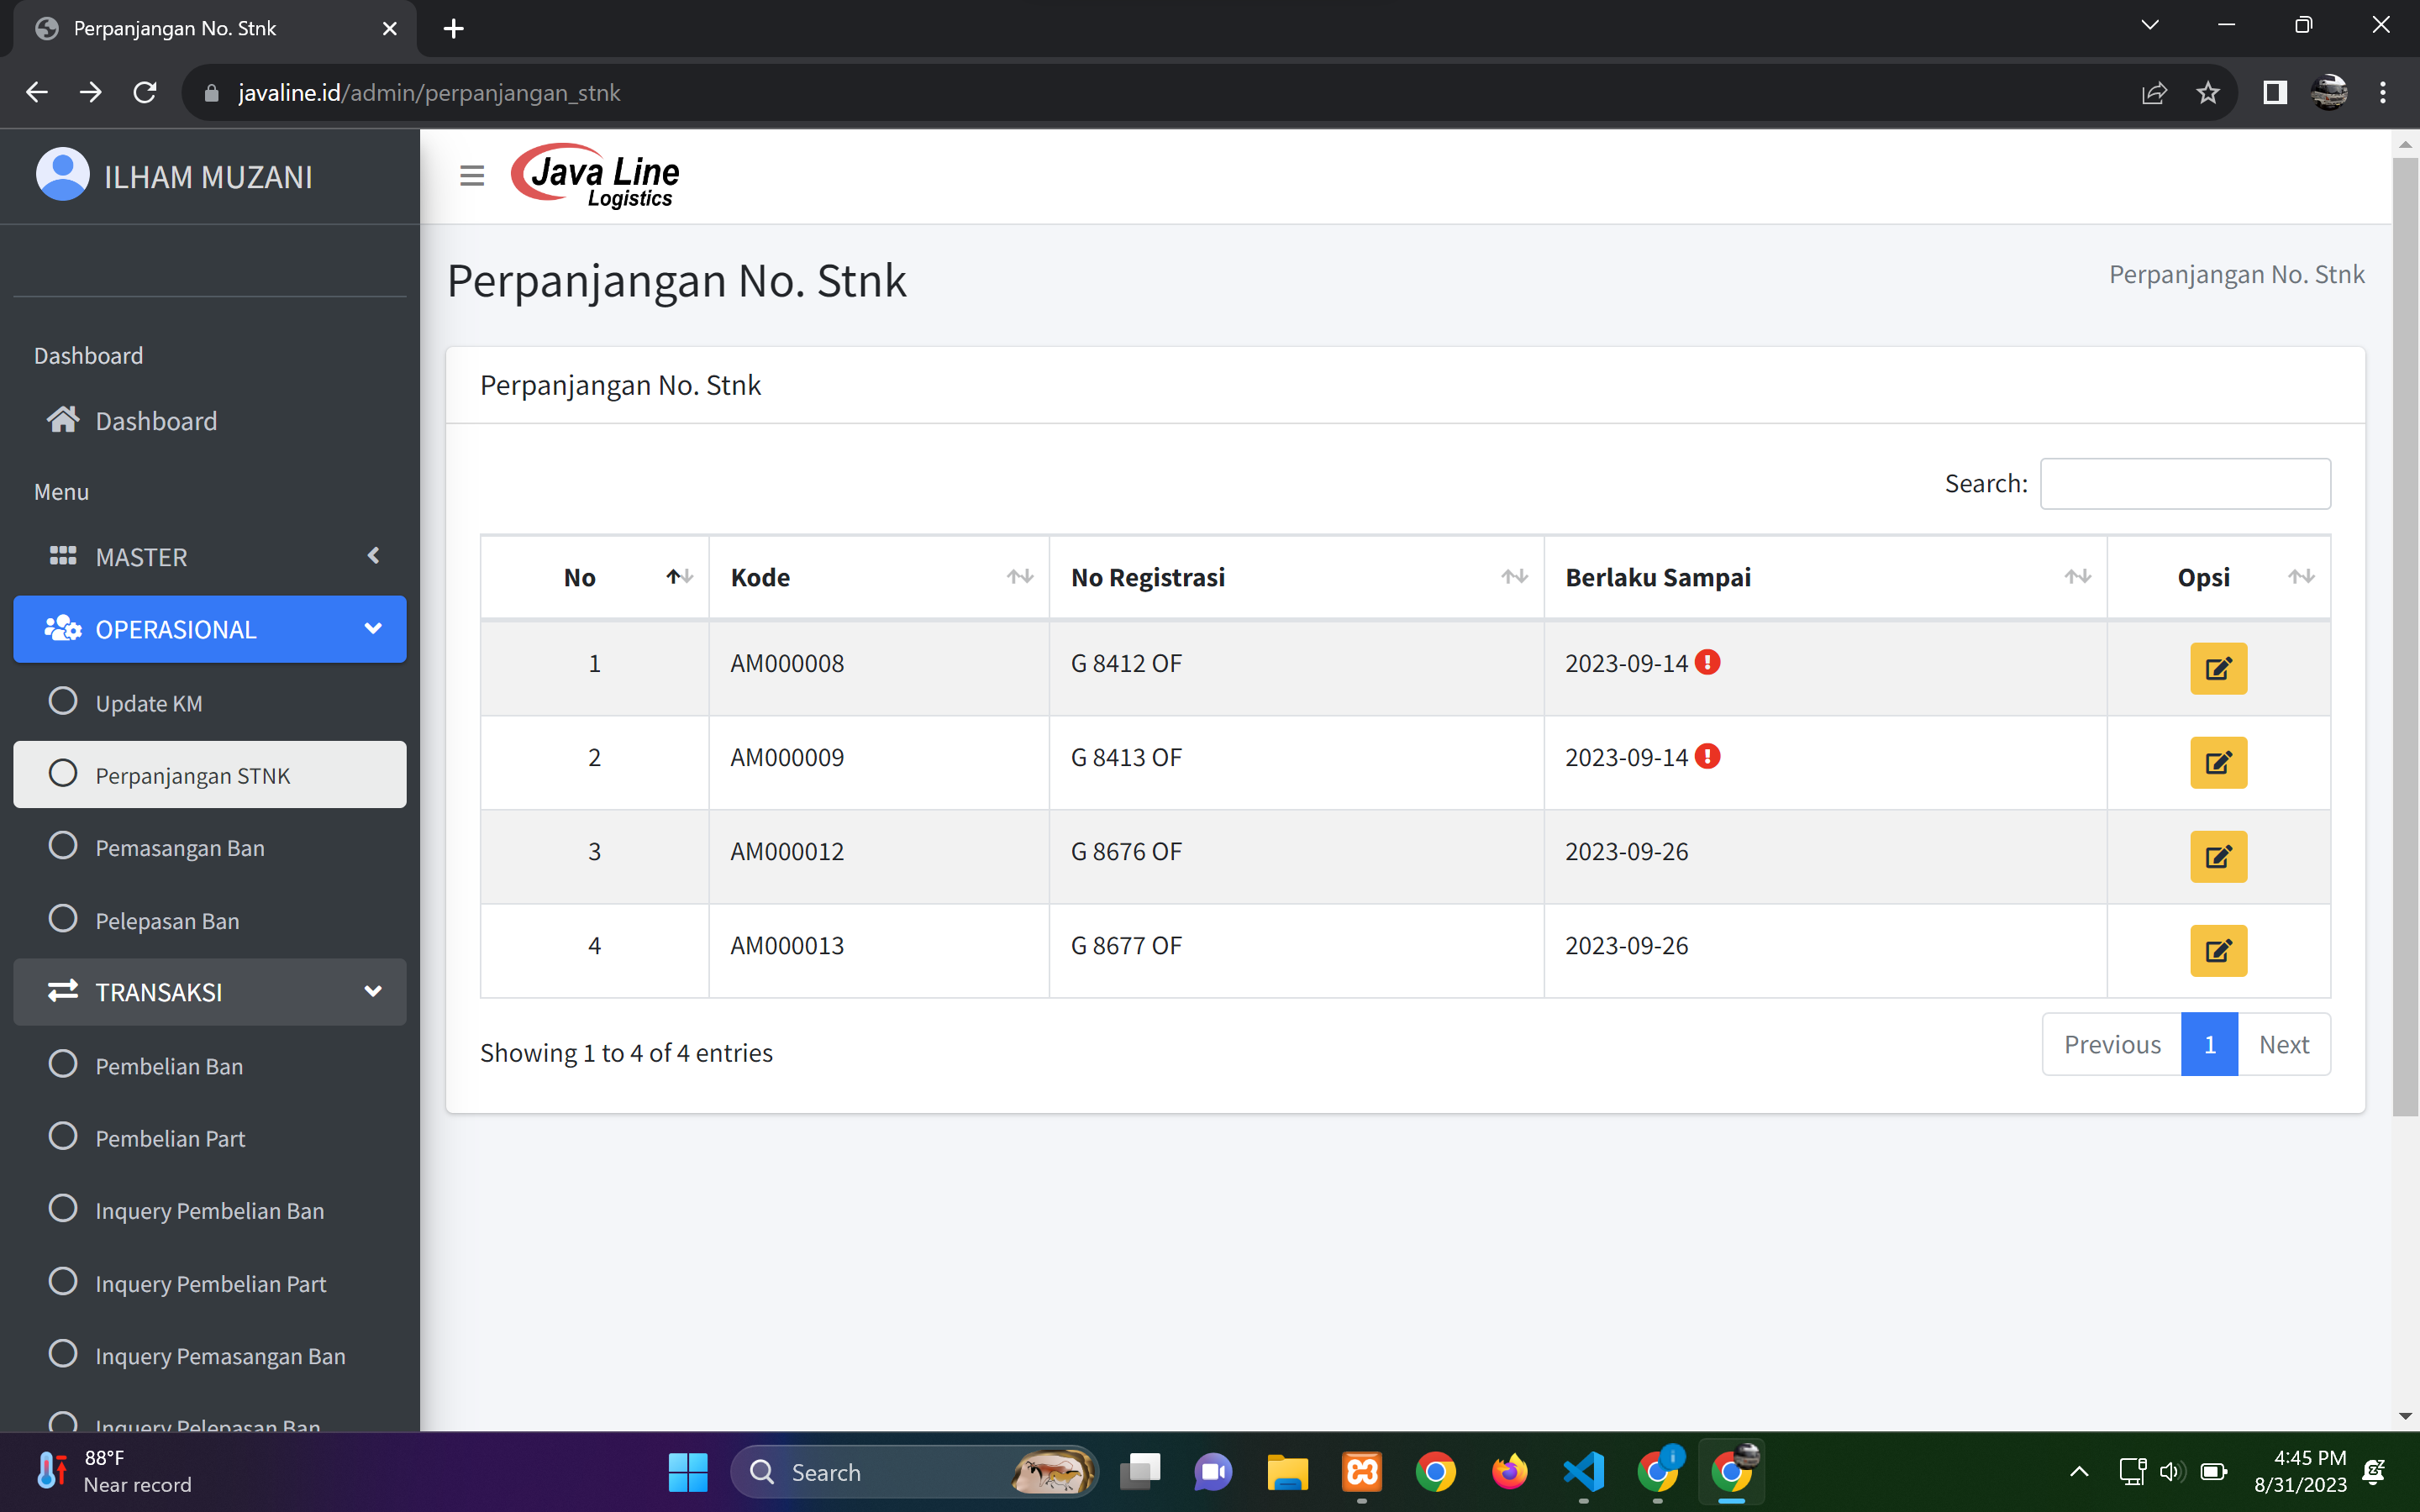 Perpanjangan No. Stnk
javaline.id/admin/perpanjangan_stnk
ILHAM MUZANI
Java Line
Logistics
Perpanjangan No. Stnk
Perpanjangan No. Stnk
Dashboard
Dashboard
Menu
MASTER
OPERASIONAL
Update KM
Perpanjangan STNK
Pemasangan Ban
Pelepasan Ban
TRANSAKSI
Pembelian Ban
Pembelian Part
Inquery Pembelian Ban
Inquery Pembelian Part
Inquery Pemasangan Ban
Inquery Pelepasan Ban
Perpanjangan No. Stnk
Search:
No Kode No Registrasi Berlaku Sampai Opsi
1 AM000008 G 8412 OF 2023-09-14
2 AM000009 G 8413 OF 2023-09-14
3 AM000012 G 8676 OF 2023-09-26
4 AM000013 G 8677 OF 2023-09-26
Showing 1 to 4 of 4 entries
Previous 1 Next
88°F
Near record
Search
4:45 PM
8/31/2023